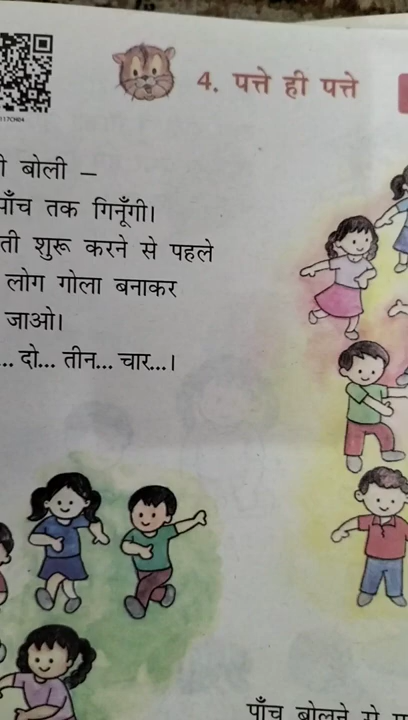 4. पत्ते ही पत्ते
बोली –
पाँच तक गिनूँगी।
शुरू करने से पहले
लोग गोला बनाकर
जाओ।
... दो... तीन... चार...।
पाँच बोलने से